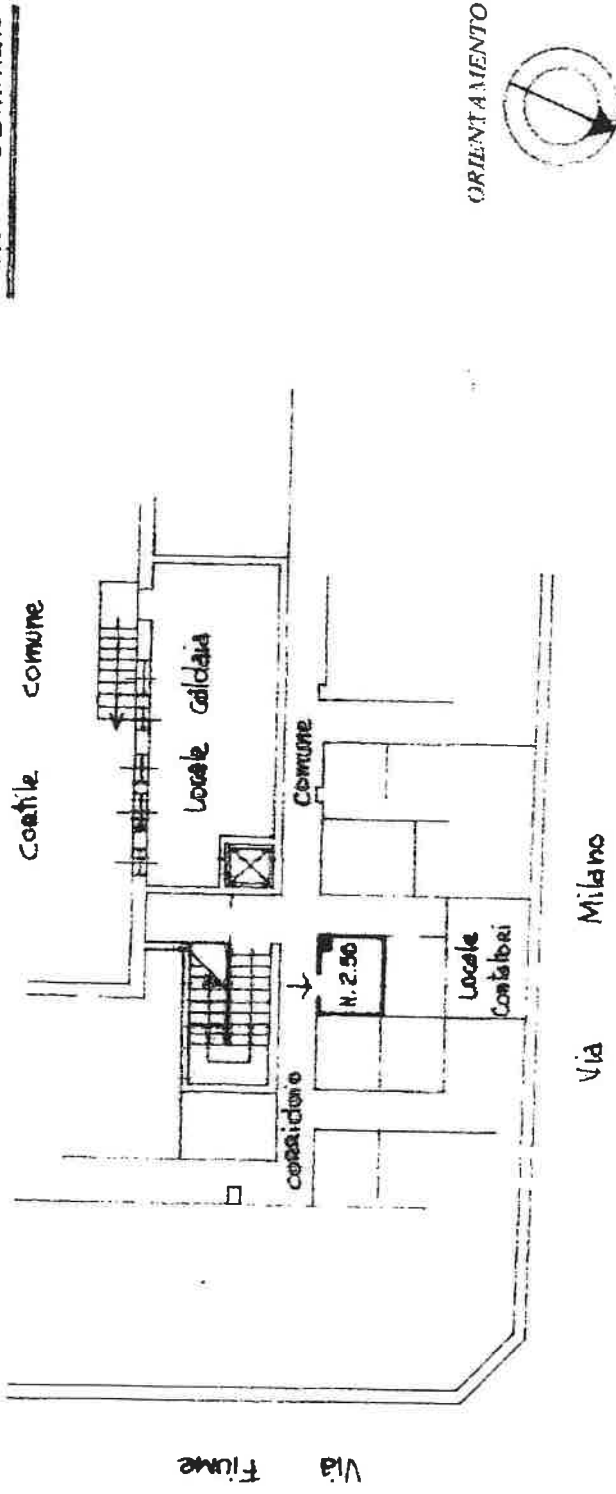 ORIENTAMENTO
Cortile comune
Locale Caldaia
comune
corridoio
H. 2.50
Locale
Contatori
Via Milano
Via Fiume